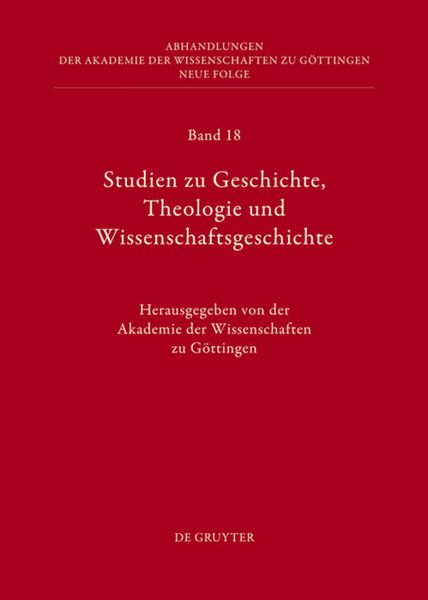 ABHANDLUNGEN
DER AKADEMIE DER WISSENSCHAFTEN ZU GÖTTINGEN
NEUE FOLGE
Band 18
Studien zu Geschichte,
Theologie und
Wissenschaftsgeschichte
Herausgegeben von der
Akademie der Wissenschaften
zu Göttingen
DE GRUYTER